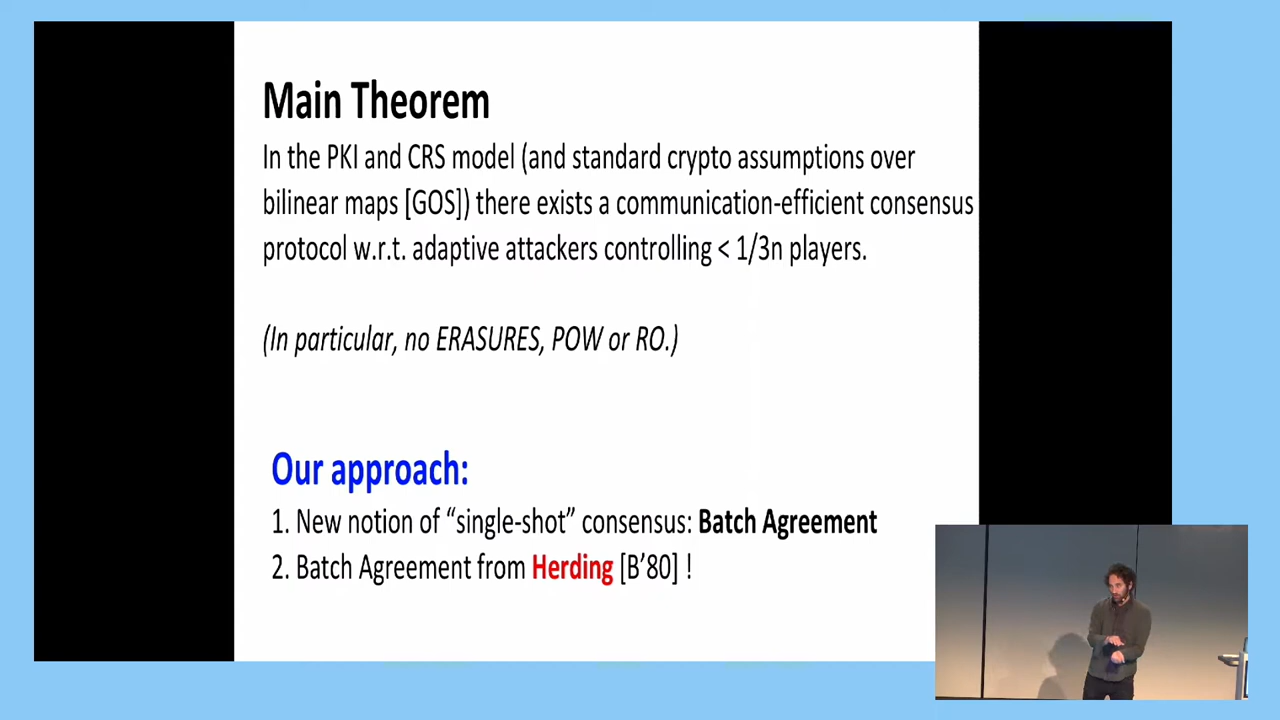 Main Theorem
In the PKI and CRS model (and standard crypto assumptions over
bilinear maps [GOS]) there exists a communication-efficient consensus
protocol w.r.t. adaptive attackers controlling < 1/3n players.
(In particular, no ERASURES, POW or RO.)
Our approach:
1. New notion of “single-shot” consensus: Batch Agreement
2. Batch Agreement from Herding [B’80] !